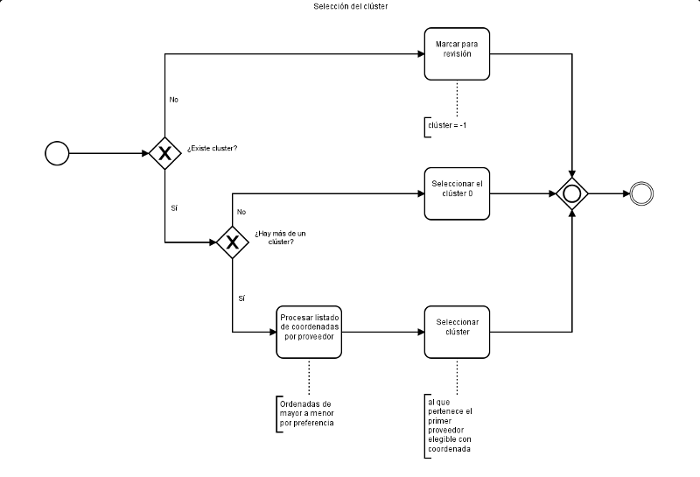 Selección del clúster
Marcar para
revisión
No
clúster = -1
¿Existe cluster?
Sí
Seleccionar el
clúster 0
No
¿Hay más de un
clúster?
Sí
Procesar listado
de coordenadas
por proveedor
Seleccionar
clúster
Ordenadas de
mayor a menor
por preferencia
al que
pertenece el
primer
proveedor
elegible con
coordenada